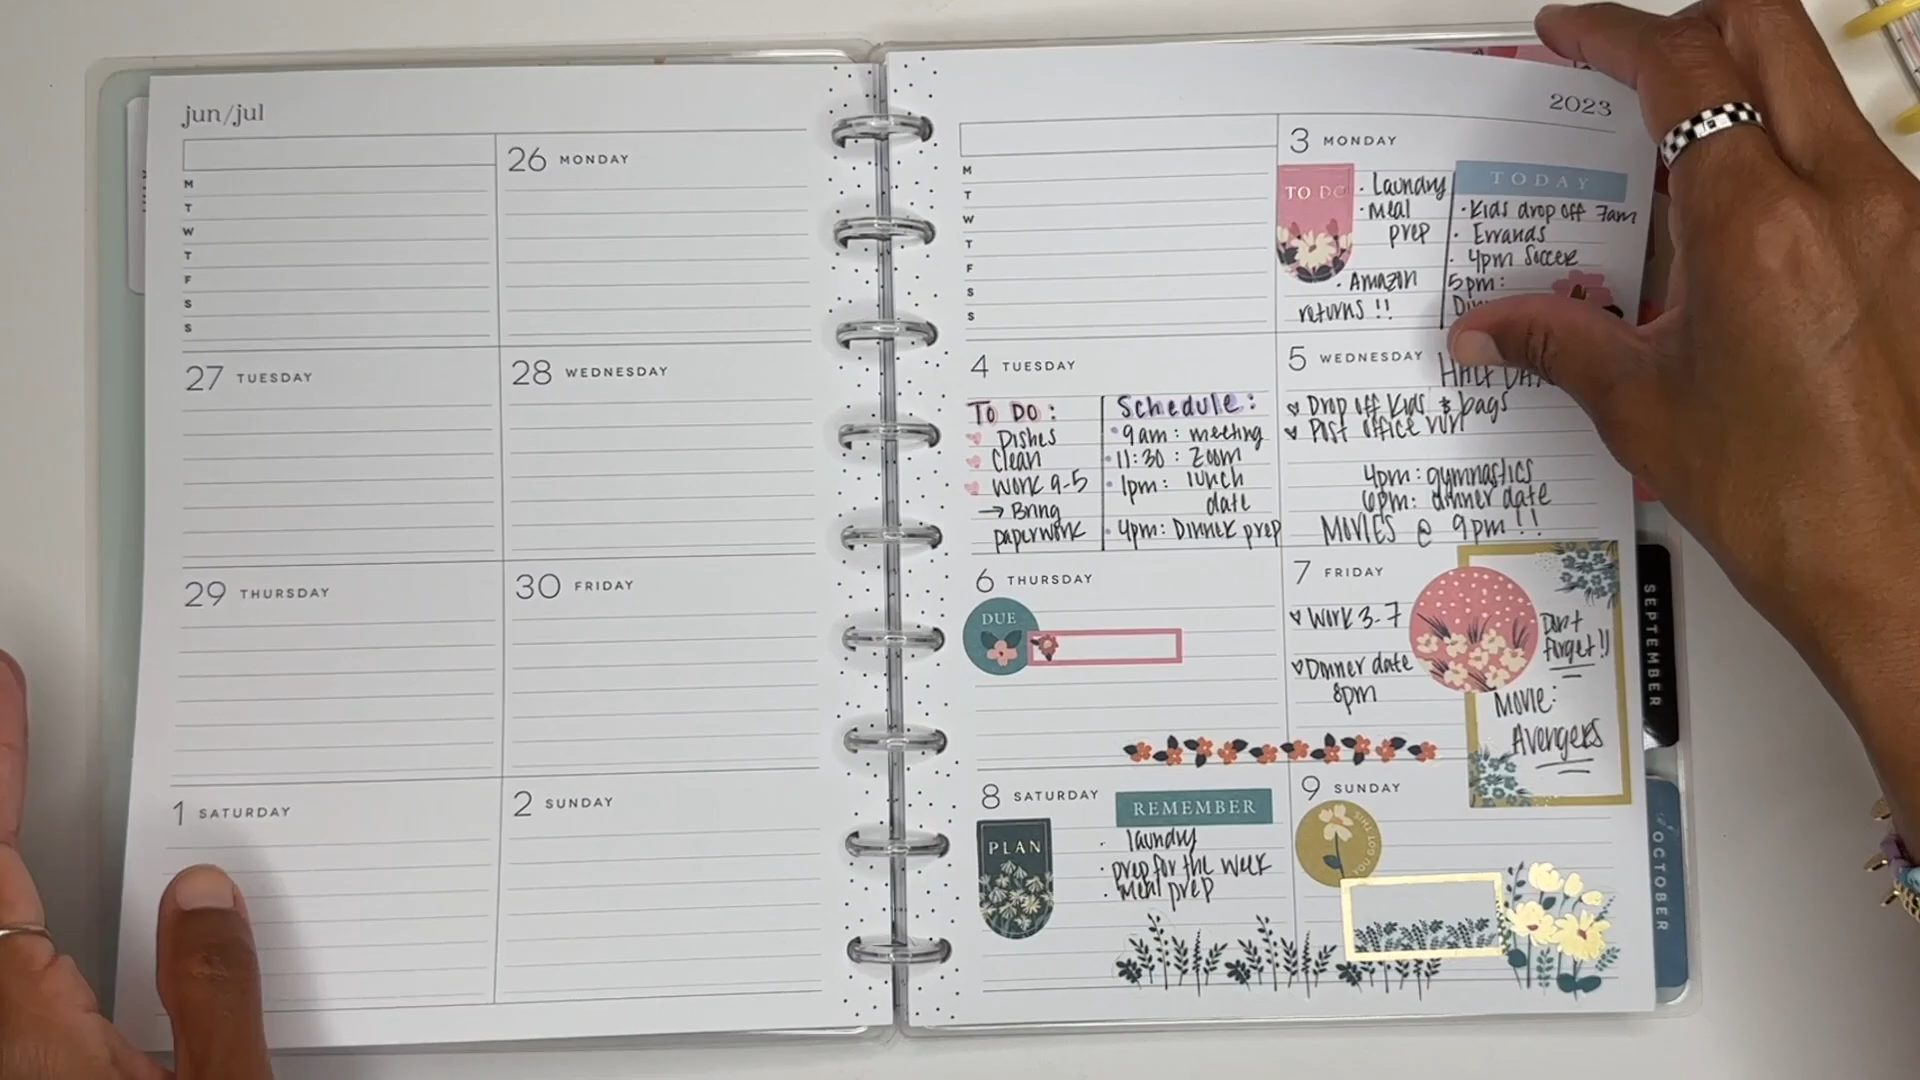 jun/jul
M
T
W
T
F
S
S
26 MONDAY
27 TUESDAY
28 WEDNESDAY
29 THURSDAY
30 FRIDAY
1 SATURDAY
2 SUNDAY
2023
M
T
W
T
F
S
S
3 MONDAY
TO DO
· Laundry
· Meal
prep
· Amazon
returns !!
TODAY
· Kids drop off 7am
· Errands
· 4pm Soccer
5pm:
4 TUESDAY
To Do:
Dishes
Clean
Work 9-5
→ Bring
paperwork
Schedule:
· 9am: meeting
· 11:30: Zoom
· 1pm: lunch
date
· 4pm: Dinner prep
5 WEDNESDAY
HALF DAY
Drop off Kids & bags
Post office run
4pm: gymnastics
6pm: dinner date
MOVIES @ 9pm!!
6 THURSDAY
DUE
7 FRIDAY
Work 3-7
Dinner date
8pm
Don't
forget!!
Movie:
Avengers
8 SATURDAY
REMEMBER
PLAN
· laundry
· prep for the week
· meal prep
9 SUNDAY
YOU GOT THIS
SEPTEMBER
OCTOBER